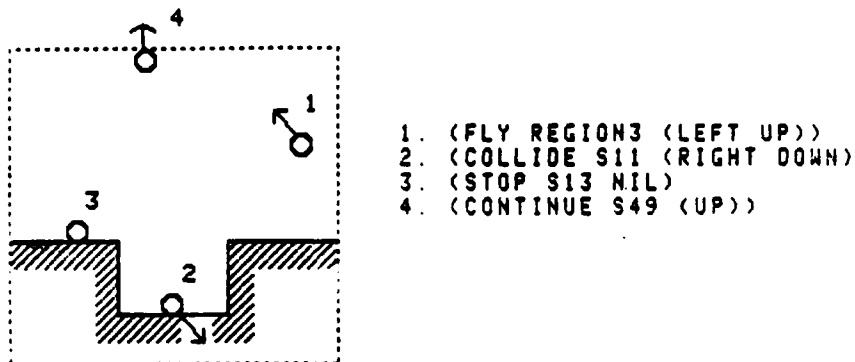 4
1
3
2
1. (FLY REGION3 (LEFT UP))
2. (COLLIDE S11 (RIGHT DOWN)
3. (STOP S13 NIL)
4. (CONTINUE S49 (UP))